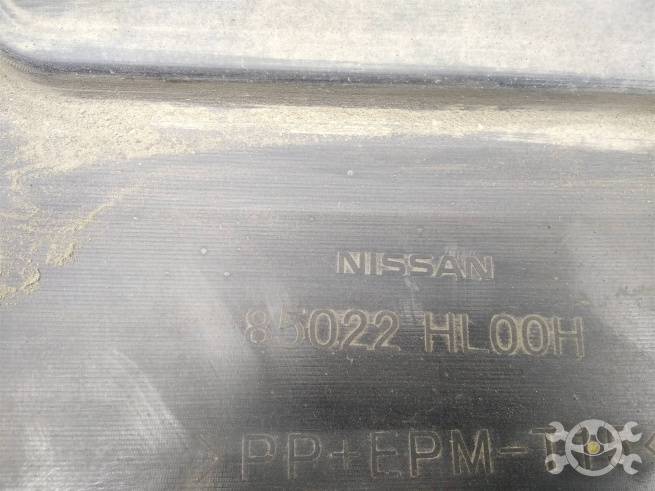 NISSAN
85022 HL00H
>PP+EPM-